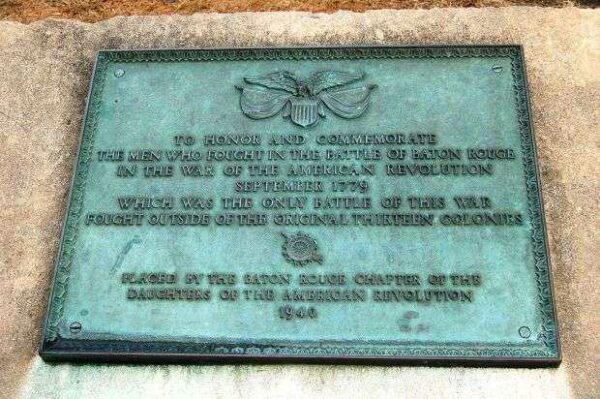 TO HONOR AND COMMEMORATE
THE MEN WHO FOUGHT IN THE BATTLE OF BATON ROUGE
IN THE WAR OF THE AMERICAN REVOLUTION
SEPTEMBER 1779
WHICH WAS THE ONLY BATTLE OF THIS WAR
FOUGHT OUTSIDE OF THE ORIGINAL THIRTEEN COLONIES
PLACED BY THE BATON ROUGE CHAPTER OF THE
DAUGHTERS OF THE AMERICAN REVOLUTION
1940